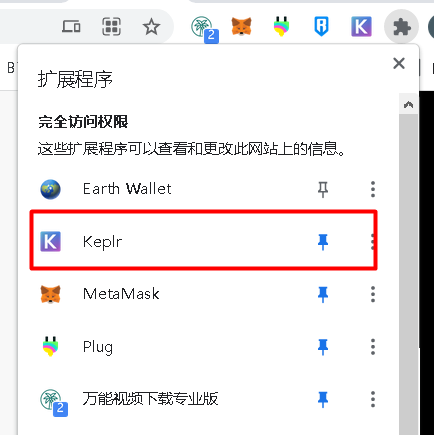 2
B
扩展程序
完全访问权限
这些扩展程序可以查看和更改此网站上的信息。
Earth Wallet
K Keplr
MetaMask
Plug
2 万能视频下载专业版